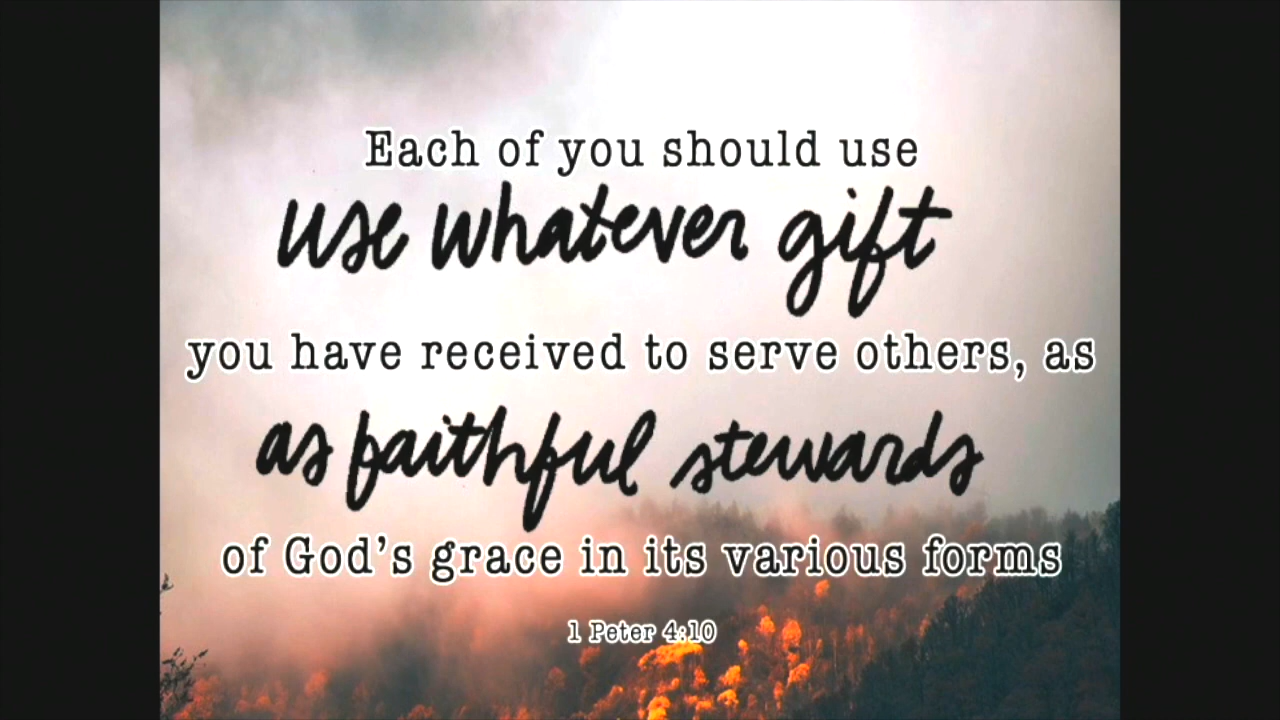 Each of you should use
use whatever gift
you have received to serve others, as
as faithful stewards
of God’s grace in its various forms
1 Peter 4:10